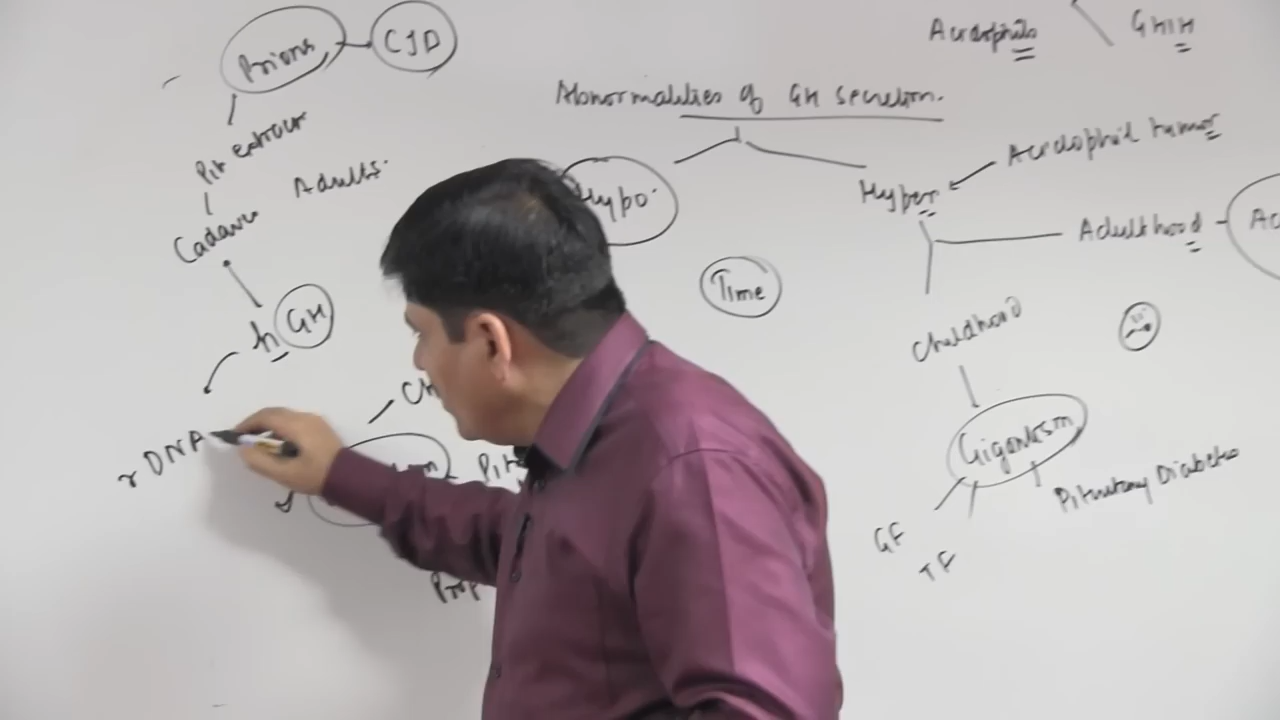 Prions
CJD
Pit extract
Cadaver
Adults.
h GH
r DNA
Acidophils
GHIH
Abnormalities of GH secretion.
Hypo.
Hyper
Acidophil tumor
Adulthood
Time
Childhood
Gigantism
GF
TF
Pituitary Diabetes